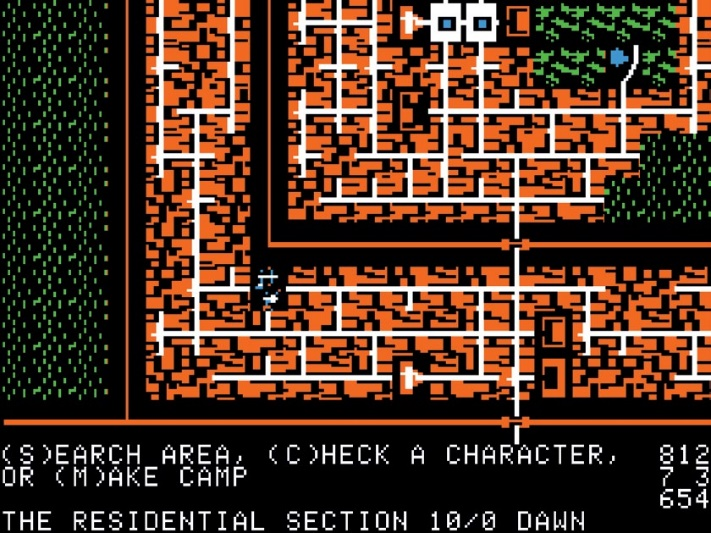 (S)EARCH AREA, (C)HECK A CHARACTER, 812
OR (M)AKE CAMP 7 3
654
THE RESIDENTIAL SECTION 10/0 DAWN